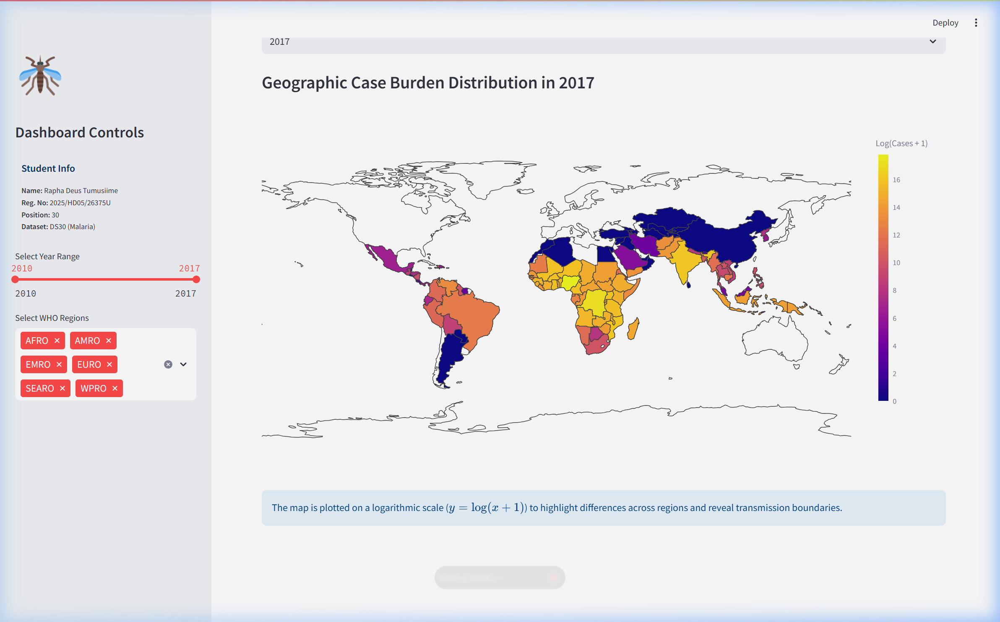 Deploy
2017
Geographic Case Burden Distribution in 2017
Dashboard Controls
Student Info
Name: Rapha Deus Tumusiime
Reg. No: 2025/HD05/26375U
Position: 30
Dataset: DS30 (Malaria)
Select Year Range
2010 2017
2010 2017
Select WHO Regions
AFRO × AMRO ×
EMRO × EURO ×
SEARO × WPRO ×
Log(Cases + 1)
16
14
12
10
8
6
4
2
0
The map is plotted on a logarithmic scale (y = log(x + 1)) to highlight differences across regions and reveal transmission boundaries.